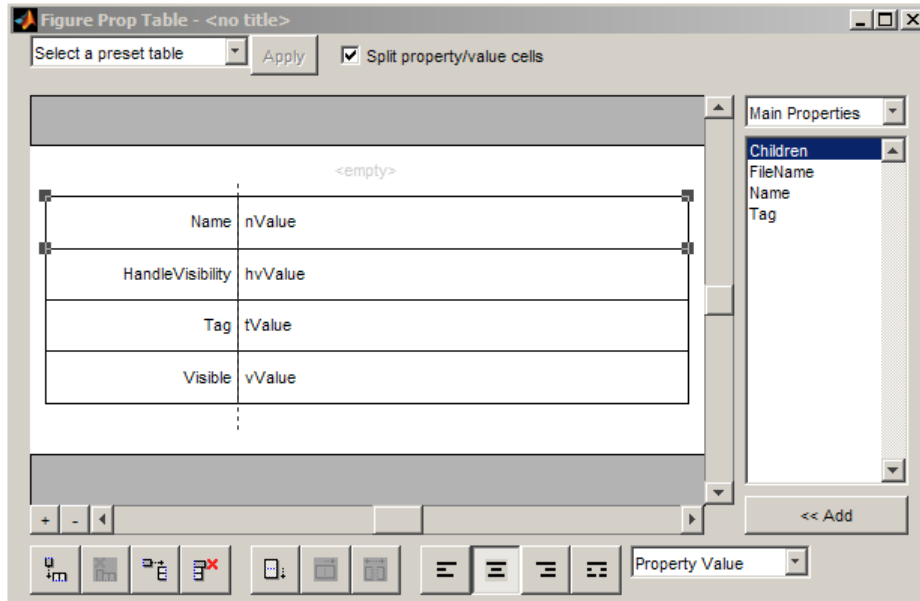 Figure Prop Table - <no title>
Select a preset table
Apply
Split property/value cells
Main Properties
<empty>
Children
FileName
Name
Tag
Name nValue
HandleVisibility hvValue
Tag tValue
Visible vValue
+ -
<< Add
Property Value